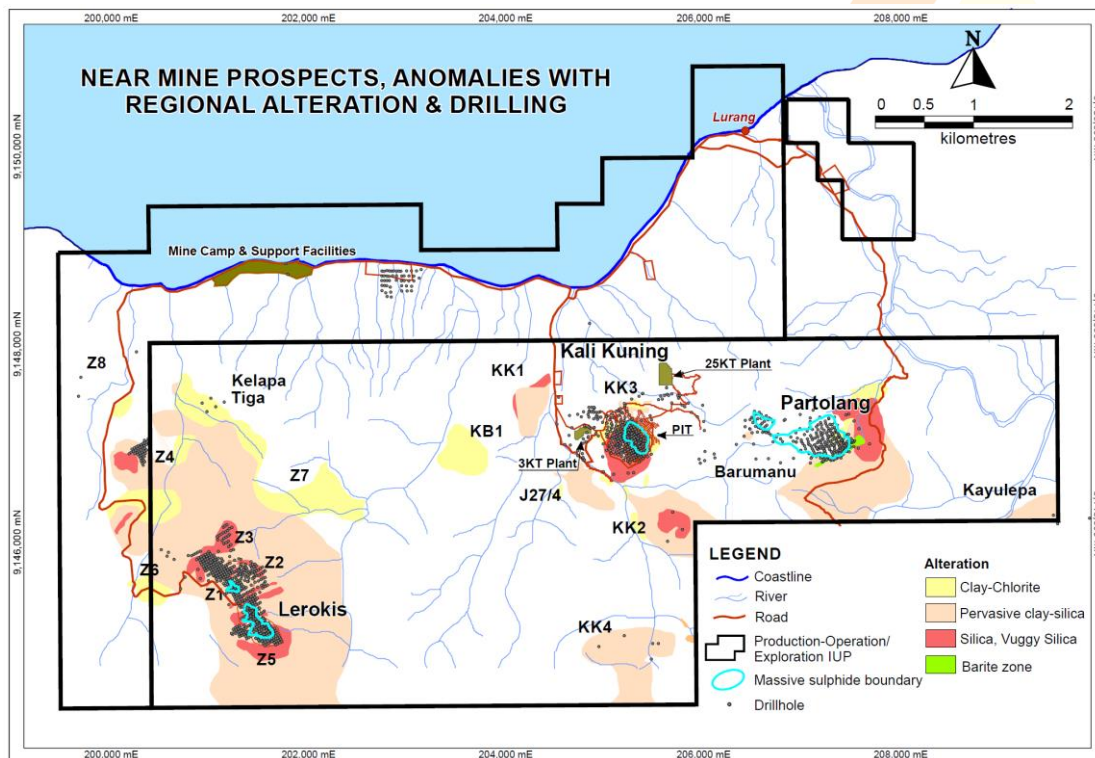 200,000 mE
202,000 mE
204,000 mE
206,000 mE
208,000 mE
NEAR MINE PROSPECTS, ANOMALIES WITH
REGIONAL ALTERATION & DRILLING
N
0 0.5 1 2
kilometres
Lurang
9,150,000 mN
Mine Camp & Support Facilities
9,148,000 mN
Z8
Kelapa
Tiga
KK1
Kali Kuning
25KT Plant
KK3
Partolang
PIT
KB1
3KT Plant
Z4
Z7
Barumanu
J27/4
Kayulepa
KK2
9,146,000 mN
Z3
Z2
Z6
Z1
Lerokis
Z5
KK4
LEGEND
Coastline
River
Road
Production-Operation/
Exploration IUP
Massive sulphide boundary
Drillhole
Alteration
Clay-Chlorite
Pervasive clay-silica
Silica, Vuggy Silica
Barite zone
200,000 mE
202,000 mE
204,000 mE
206,000 mE
208,000 mE